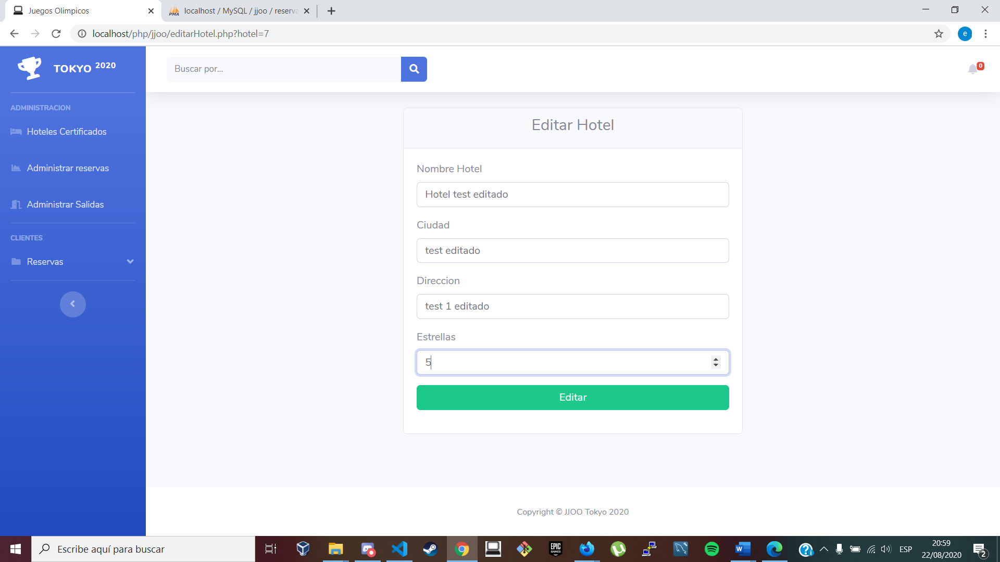 Juegos Olimpicos
localhost / MySQL / jjoo / reserva
localhost/php/jjoo/editarHotel.php?hotel=7
e
TOKYO 2020
Buscar por...
0
ADMINISTRACION
Hoteles Certificados
Administrar reservas
Administrar Salidas
CLIENTES
Reservas
Editar Hotel
Nombre Hotel
Hotel test editado
Ciudad
test editado
Direccion
test 1 editado
Estrellas
5
Editar
Copyright © JJOO Tokyo 2020
Escribe aquí para buscar
EPIC
GAMES
ESP
20:59
22/08/2020
2